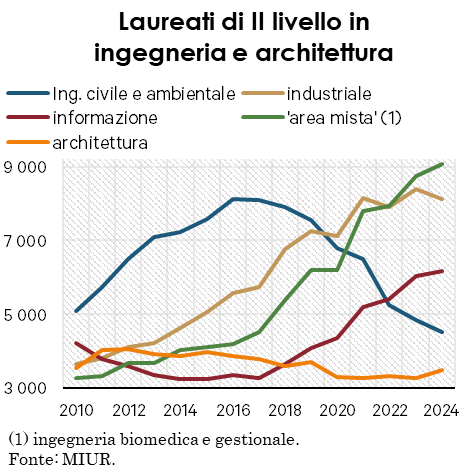 Laureati di II livello in
ingegneria e architettura
Ing. civile e ambientale
industriale
informazione
'area mista' (1)
architettura
9 000
7 000
5 000
3 000
2010 2012 2014 2016 2018 2020 2022 2024
(1) ingegneria biomedica e gestionale.
Fonte: MIUR.